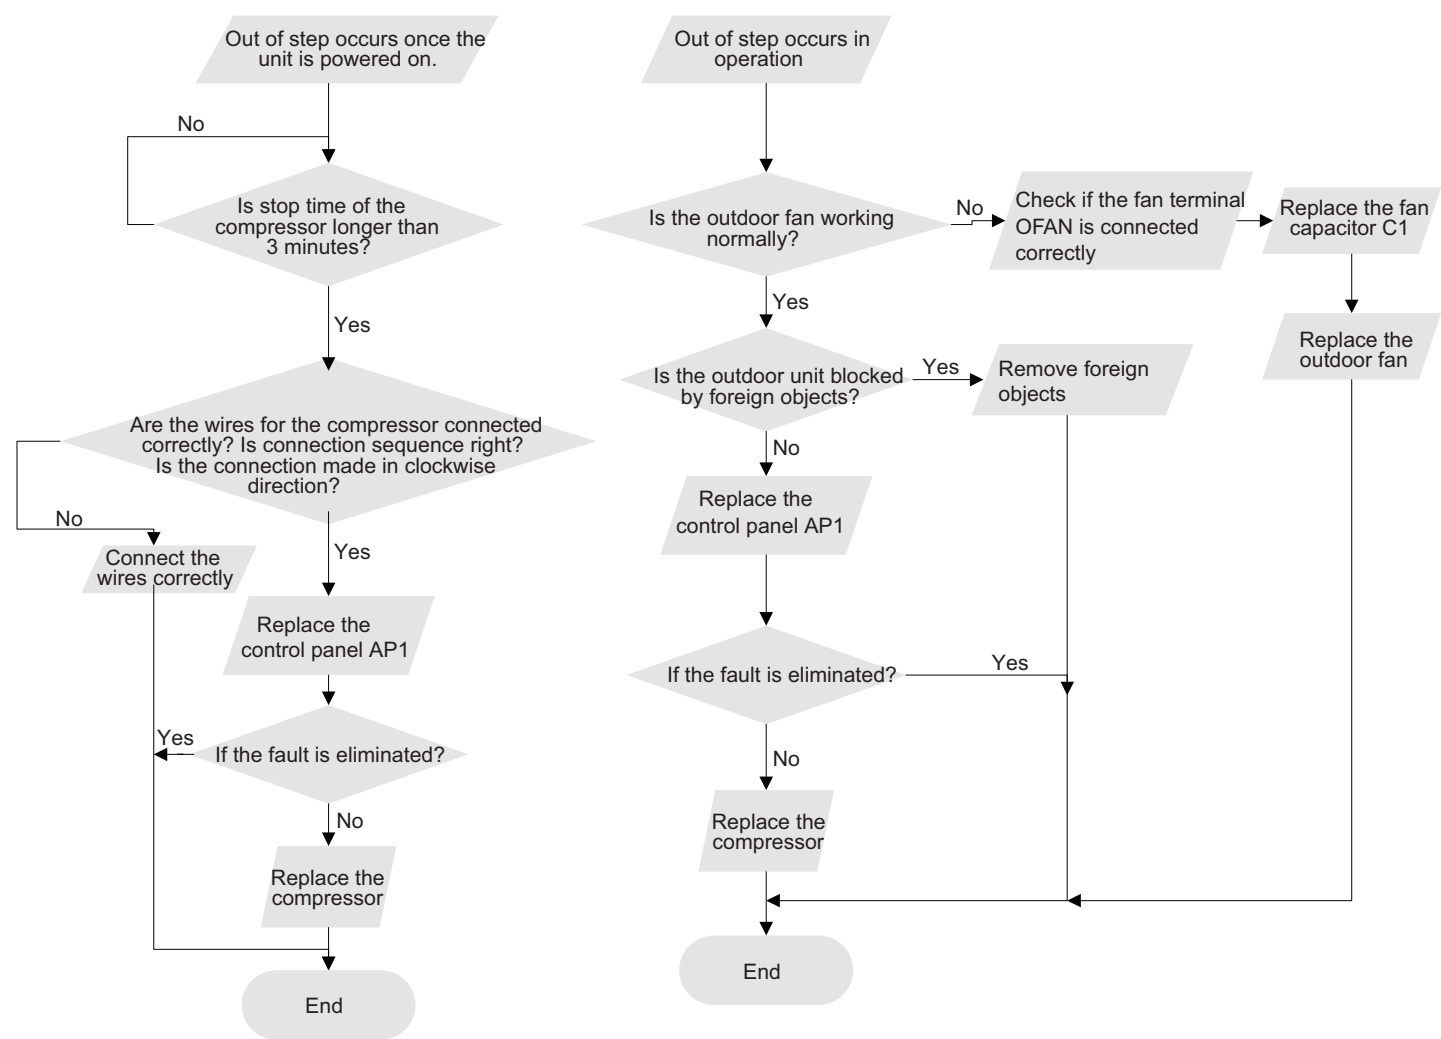 Out of step occurs once the
unit is powered on.
No
Is stop time of the
compressor longer than
3 minutes?
Yes
Are the wires for the compressor connected
correctly? Is connection sequence right?
Is the connection made in clockwise
direction?
No
Connect the
wires correctly
Yes
Replace the
control panel AP1
Yes
If the fault is eliminated?
No
Replace the
compressor
End
Out of step occurs in
operation
Is the outdoor fan working
normally?
No
Check if the fan terminal
OFAN is connected
correctly
Replace the fan
capacitor C1
Replace the
outdoor fan
Yes
Is the outdoor unit blocked
by foreign objects?
Yes
Remove foreign
objects
No
Replace the
control panel AP1
If the fault is eliminated?
Yes
No
Replace the
compressor
End